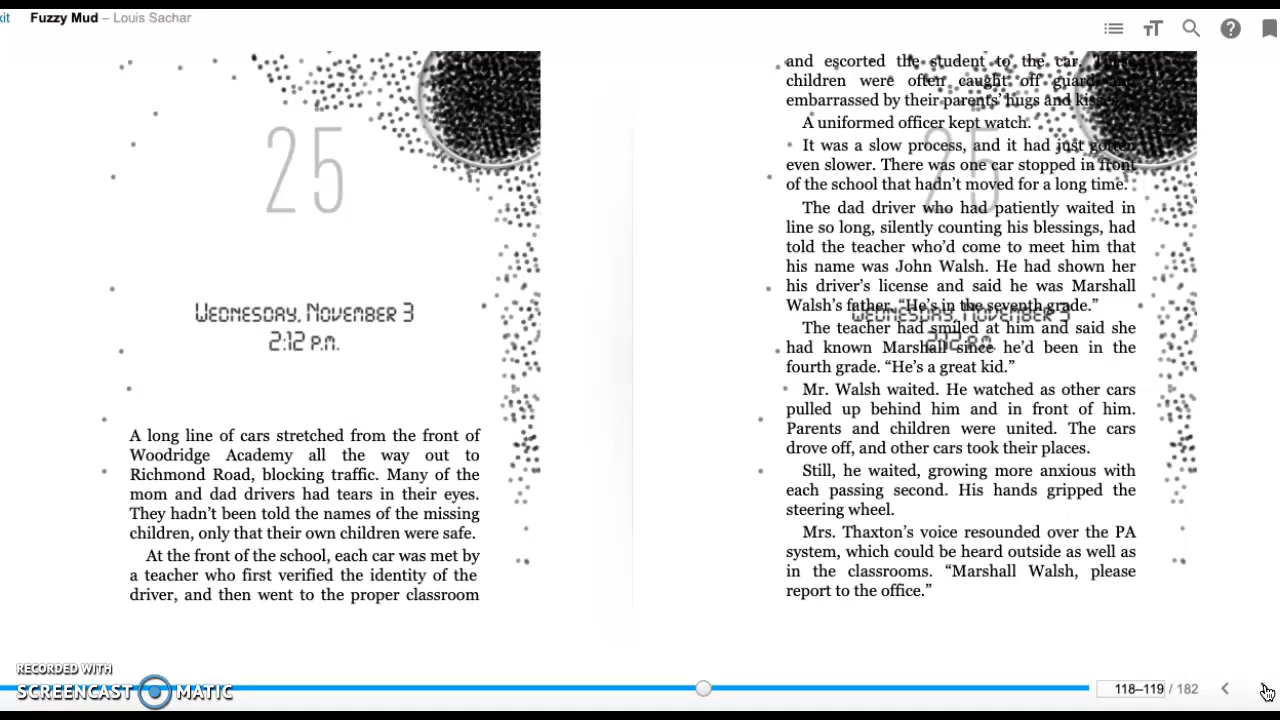 xit Fuzzy Mud – Louis Sachar
25
Wednesday, November 3
2:12 p.m.
A long line of cars stretched from the front of
Woodridge Academy all the way out to
Richmond Road, blocking traffic. Many of the
mom and dad drivers had tears in their eyes.
They hadn’t been told the names of the missing
children, only that their own children were safe.
At the front of the school, each car was met by
a teacher who first verified the identity of the
driver, and then went to the proper classroom
and escorted the student to the car. These
children were often caught off guard and
embarrassed by their parents’ hugs and kisses.
A uniformed officer kept watch.
It was a slow process, and it had just gotten
even slower. There was one car stopped in front
of the school that hadn’t moved for a long time.
The dad driver who had patiently waited in
line so long, silently counting his blessings, had
told the teacher who’d come to meet him that
his name was John Walsh. He had shown her
his driver’s license and said he was Marshall
Walsh’s father. “He’s in the seventh grade.”
The teacher had smiled at him and said she
had known Marshall since he’d been in the
fourth grade. “He’s a great kid.”
Mr. Walsh waited. He watched as other cars
pulled up behind him and in front of him.
Parents and children were united. The cars
drove off, and other cars took their places.
Still, he waited, growing more anxious with
each passing second. His hands gripped the
steering wheel.
Mrs. Thaxton’s voice resounded over the PA
system, which could be heard outside as well as
in the classrooms. “Marshall Walsh, please
report to the office.”
25
Wednesday, November 3
2:12 p.m.
RECORDED WITH
SCREENCAST MATIC
118–119 / 182